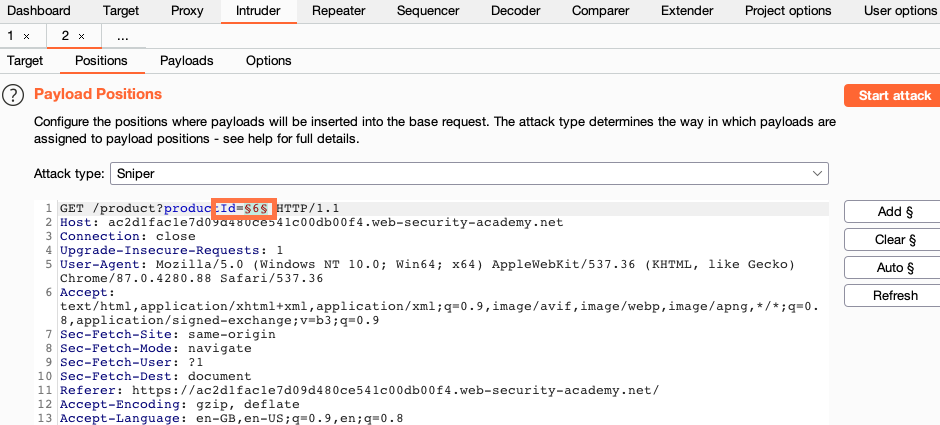 Dashboard Target Proxy Intruder Repeater Sequencer Decoder Comparer Extender Project options User options
1 × 2 × ...
Target Positions Payloads Options
? Payload Positions Start attack
Configure the positions where payloads will be inserted into the base request. The attack type determines the way in which payloads are
assigned to payload positions - see help for full details.
Attack type: Sniper
1 GET /product?productId=§6§ HTTP/1.1
2 Host: ac2d1fac1e7d09d480ce541c00db00f4.web-security-academy.net
3 Connection: close
4 Upgrade-Insecure-Requests: 1
5 User-Agent: Mozilla/5.0 (Windows NT 10.0; Win64; x64) AppleWebKit/537.36 (KHTML, like Gecko)
Chrome/87.0.4280.88 Safari/537.36
6 Accept:
text/html,application/xhtml+xml,application/xml;q=0.9,image/avif,image/webp,image/apng,*/*;q=0.
8,application/signed-exchange;v=b3;q=0.9
7 Sec-Fetch-Site: same-origin
8 Sec-Fetch-Mode: navigate
9 Sec-Fetch-User: ?1
10 Sec-Fetch-Dest: document
11 Referer: https://ac2d1fac1e7d09d480ce541c00db00f4.web-security-academy.net/
12 Accept-Encoding: gzip, deflate
13 Accept-Language: en-GB,en-US;q=0.9,en;q=0.8
Add §
Clear §
Auto §
Refresh